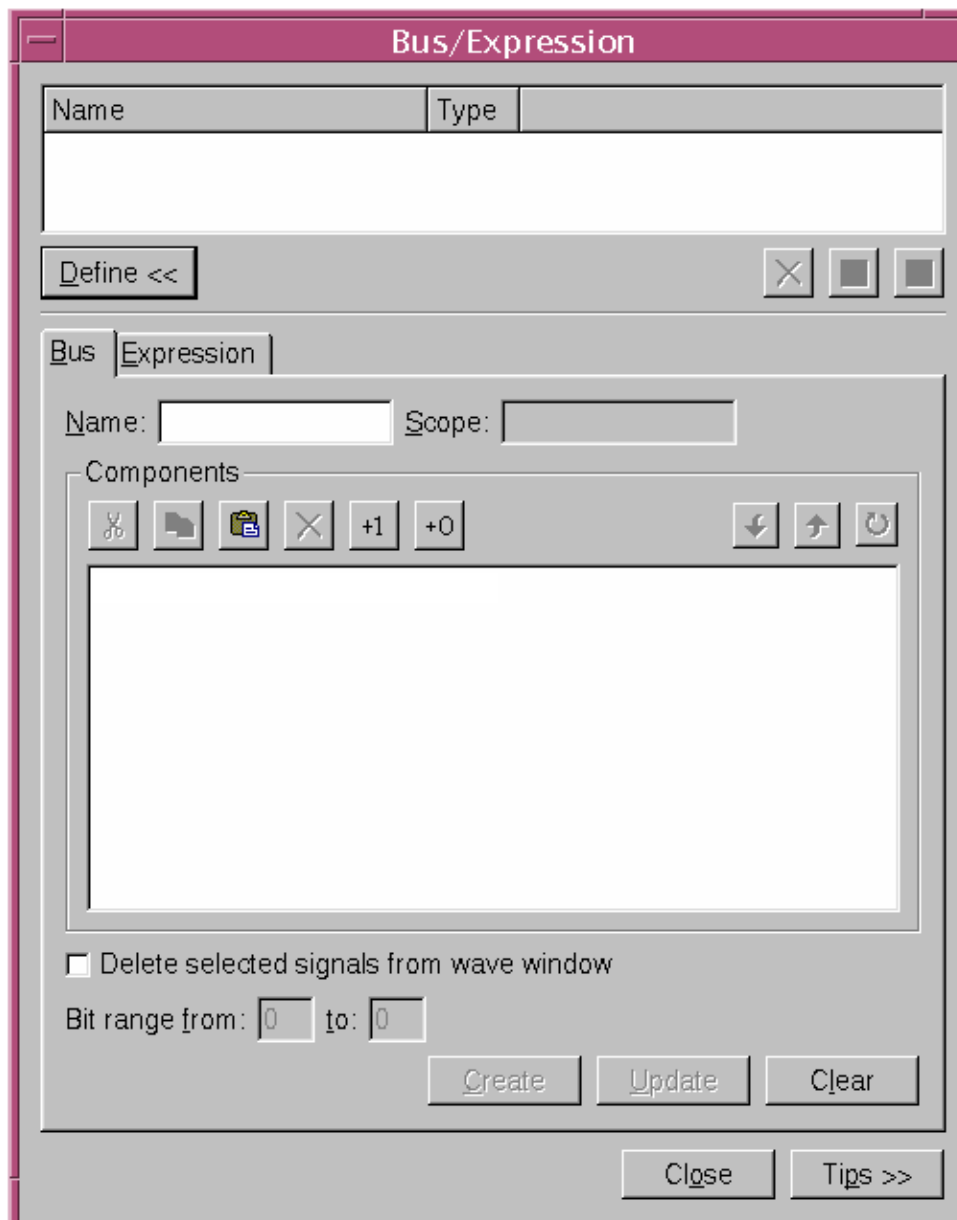 Bus/Expression
Name Type
Define <<
Bus Expression
Name: Scope:
Components
+1 +0
Delete selected signals from wave window
Bit range from: 0 to: 0
Create Update Clear
Close Tips >>